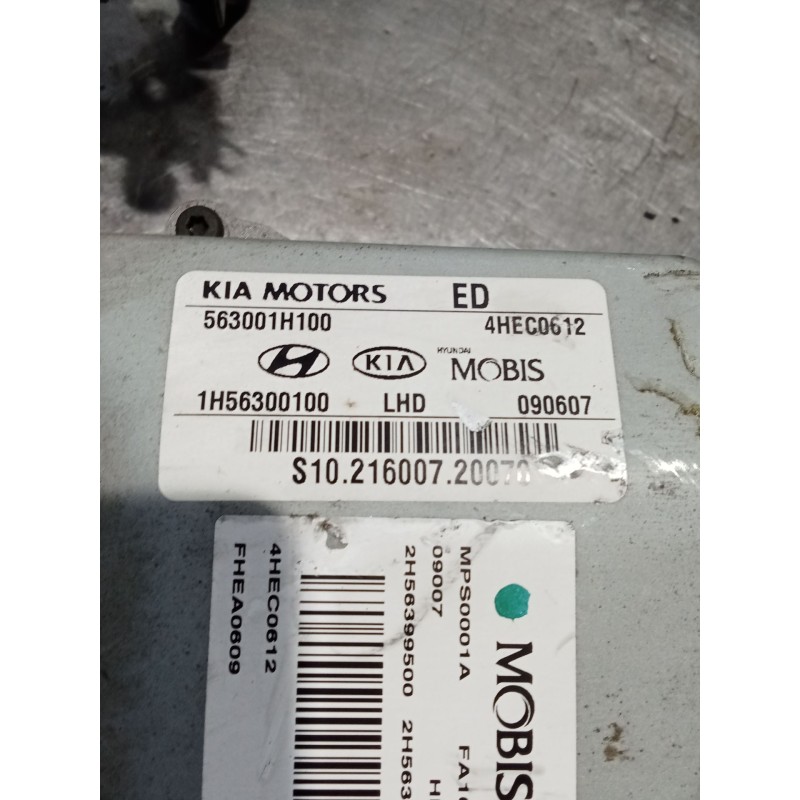 KIA MOTORS ED
563001H100 4HEC0612
KIA HYUNDAI MOBIS
1H56300100 LHD 090607
S10.216007.2007
MOBIS
MPS0001A
09007
2H56399500
4HEC0612
FHEA0609